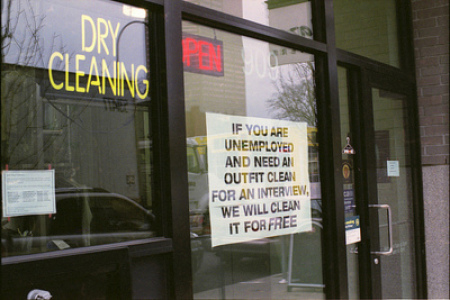 DRY
CLEANING
OPEN
909
IF YOU ARE
UNEMPLOYED
AND NEED AN
OUTFIT CLEAN
FOR AN INTERVIEW,
WE WILL CLEAN
IT FOR FREE